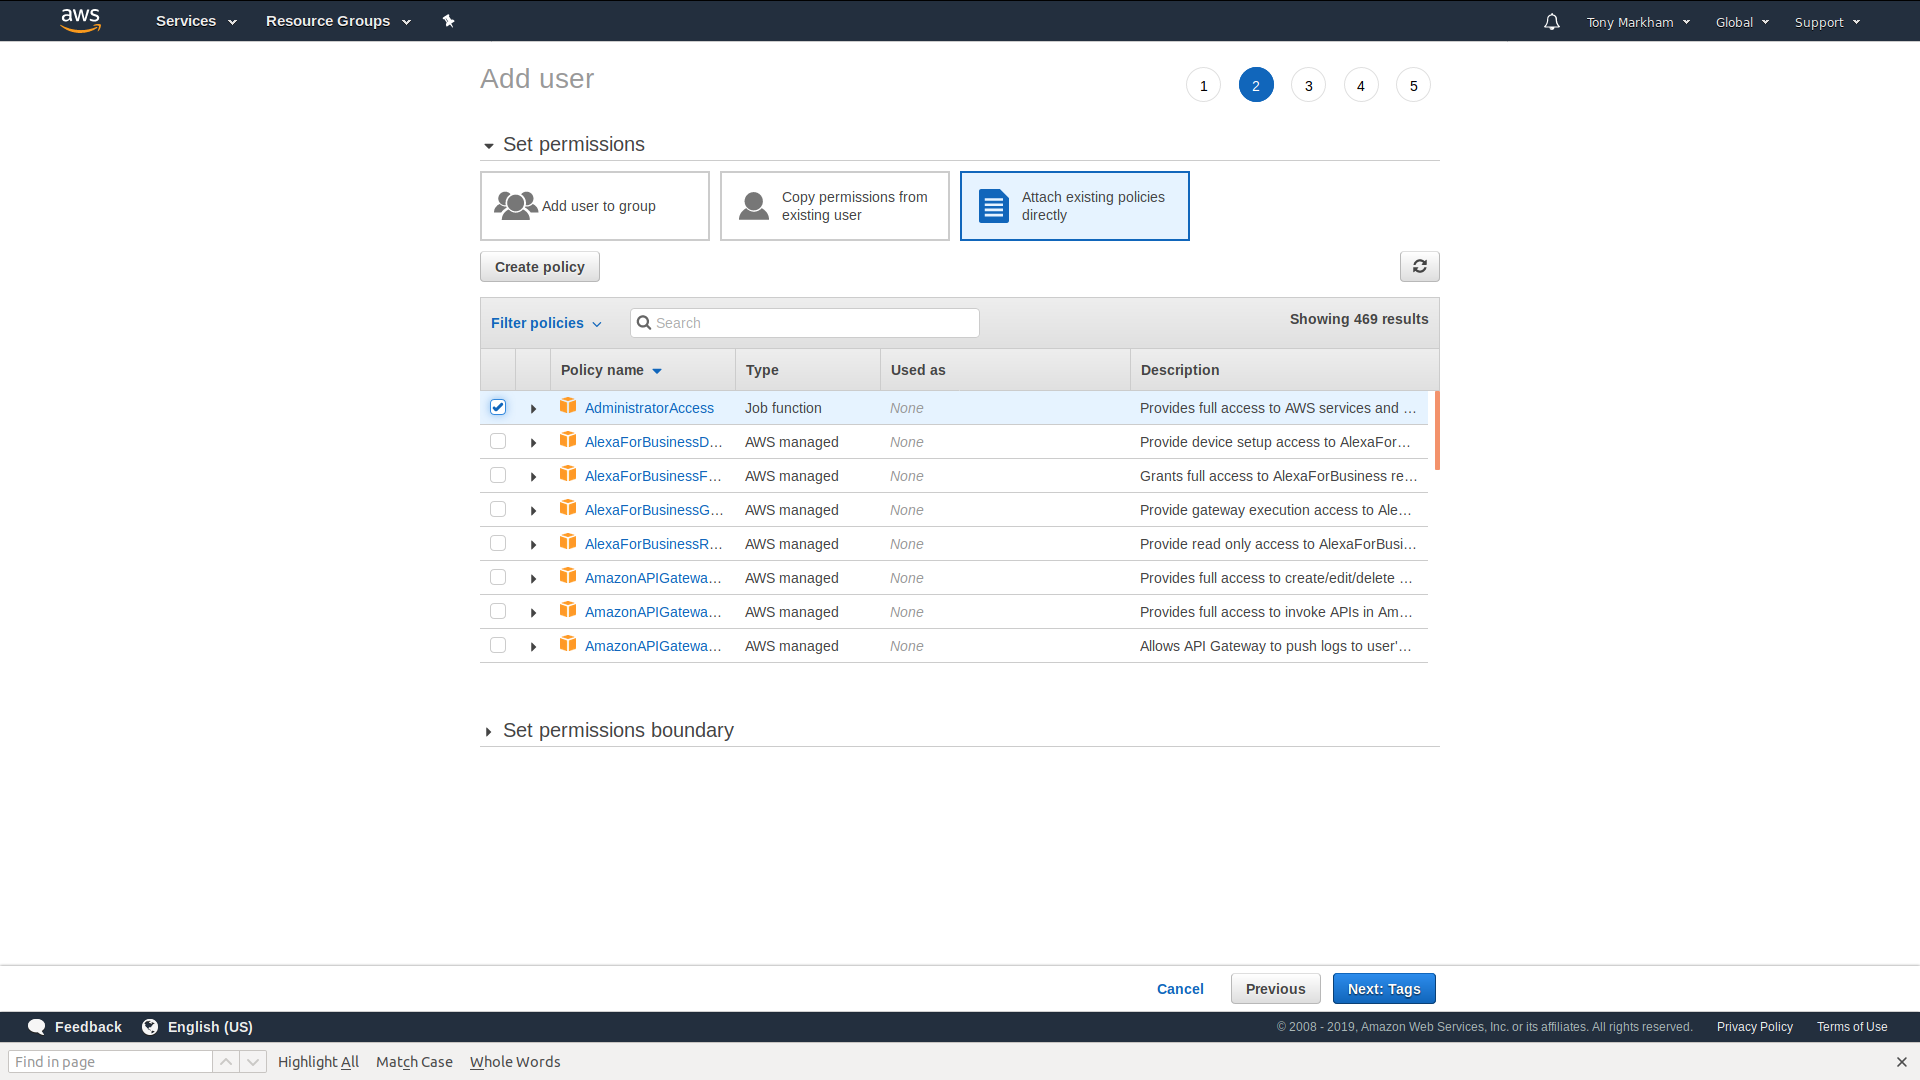 aws Services Resource Groups Tony Markham Global Support
Add user 1 2 3 4 5
Set permissions
Add user to group
Copy permissions from
existing user
Attach existing policies
directly
Create policy
Filter policies Search Showing 469 results
Policy name Type Used as Description
AdministratorAccess Job function None Provides full access to AWS services and …
AlexaForBusinessD… AWS managed None Provide device setup access to AlexaFor…
AlexaForBusinessF… AWS managed None Grants full access to AlexaForBusiness re…
AlexaForBusinessG… AWS managed None Provide gateway execution access to Ale…
AlexaForBusinessR… AWS managed None Provide read only access to AlexaForBusi…
AmazonAPIGatewa… AWS managed None Provides full access to create/edit/delete …
AmazonAPIGatewa… AWS managed None Provides full access to invoke APIs in Am…
AmazonAPIGatewa… AWS managed None Allows API Gateway to push logs to user'…
Set permissions boundary
Cancel Previous Next: Tags
Feedback English (US) © 2008 - 2019, Amazon Web Services, Inc. or its affiliates. All rights reserved. Privacy Policy Terms of Use
Find in page Highlight All Match Case Whole Words